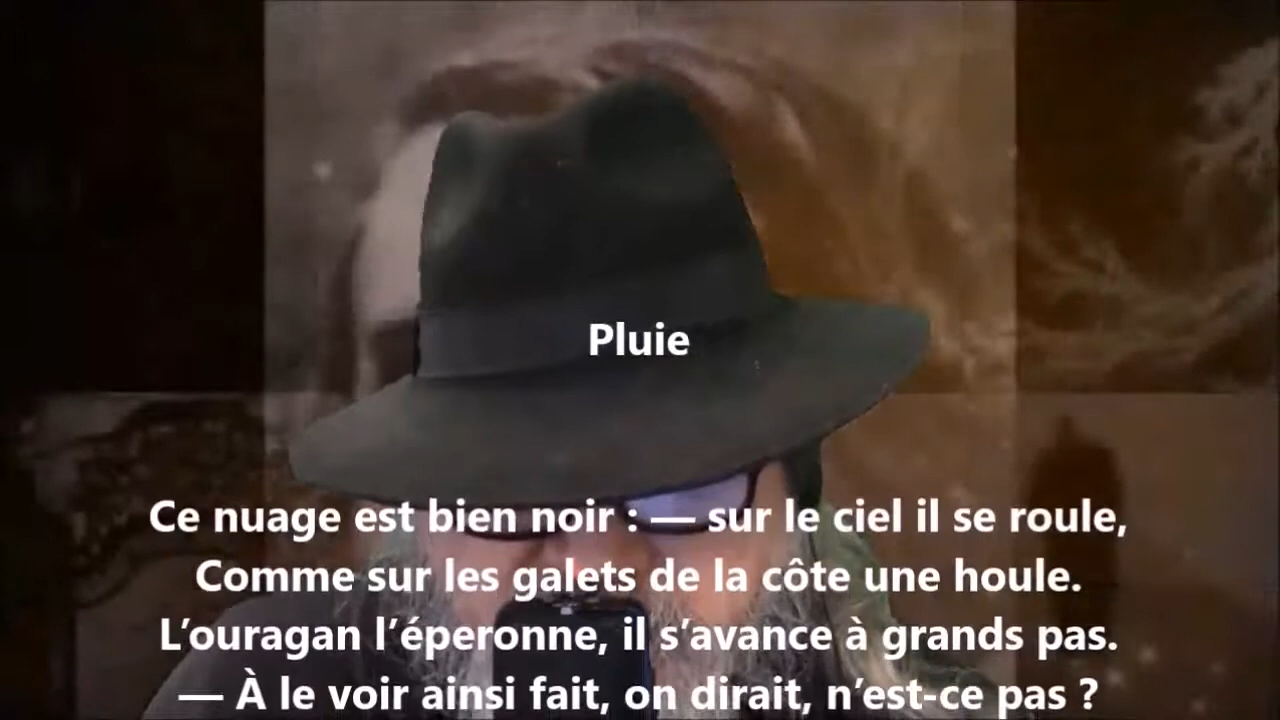 Pluie
Ce nuage est bien noir : — sur le ciel il se roule,
Comme sur les galets de la côte une houle.
L’ouragan l’éperonne, il s’avance à grands pas.
— À le voir ainsi fait, on dirait, n’est-ce pas ?